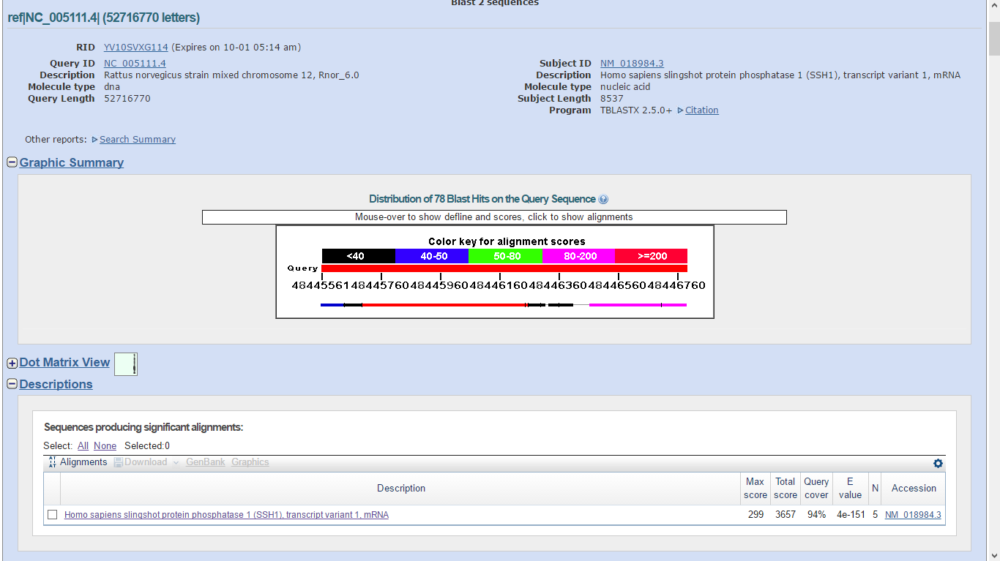 Blast 2 sequences
ref|NC_005111.4| (52716770 letters)
RID YV10SVXG114 (Expires on 10-01 05:14 am)
Query ID NC_005111.4
Description Rattus norvegicus strain mixed chromosome 12, Rnor_6.0
Molecule type dna
Query Length 52716770
Subject ID NM_018984.3
Description Homo sapiens slingshot protein phosphatase 1 (SSH1), transcript variant 1, mRNA
Molecule type nucleic acid
Subject Length 8537
Program TBLASTX 2.5.0+ Citation
Other reports: Search Summary
Graphic Summary
Distribution of 78 Blast Hits on the Query Sequence ?
Mouse-over to show defline and scores, click to show alignments
Color key for alignment scores
<40 40-50 50-80 80-200 >=200
Query
48445561 48445760 48445960 48446160 48446360 48446560 48446760
Dot Matrix View
Descriptions
Sequences producing significant alignments:
Select: All None Selected:0
Alignments Download GenBank Graphics
Description Max score Total score Query cover E value N Accession
Homo sapiens slingshot protein phosphatase 1 (SSH1), transcript variant 1, mRNA 299 3657 94% 4e-151 5 NM_018984.3